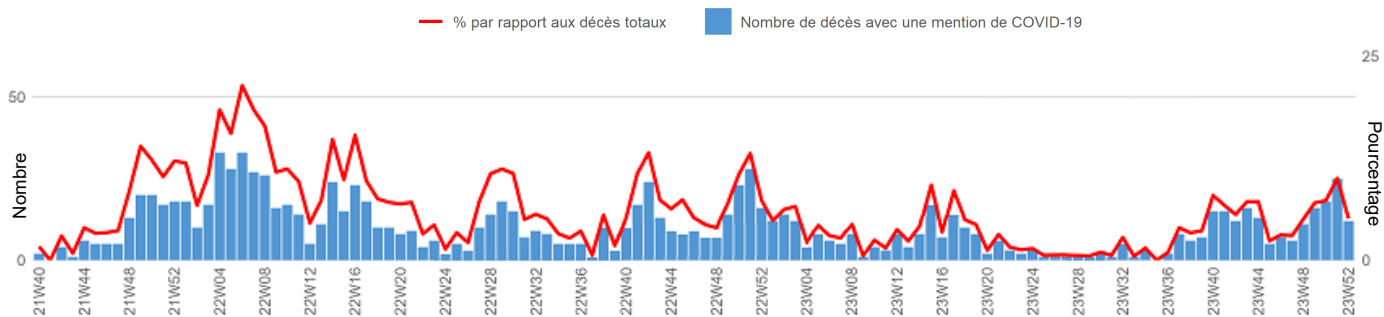 % par rapport aux décès totaux
Nombre de décès avec une mention de COVID-19
25
50
Nombre
Pourcentage
0
0
21W40
21W44
21W48
21W52
22W04
22W08
22W12
22W16
22W20
22W24
22W28
22W32
22W36
22W40
22W44
22W48
22W52
23W04
23W08
23W12
23W16
23W20
23W24
23W28
23W32
23W36
23W40
23W44
23W48
23W52